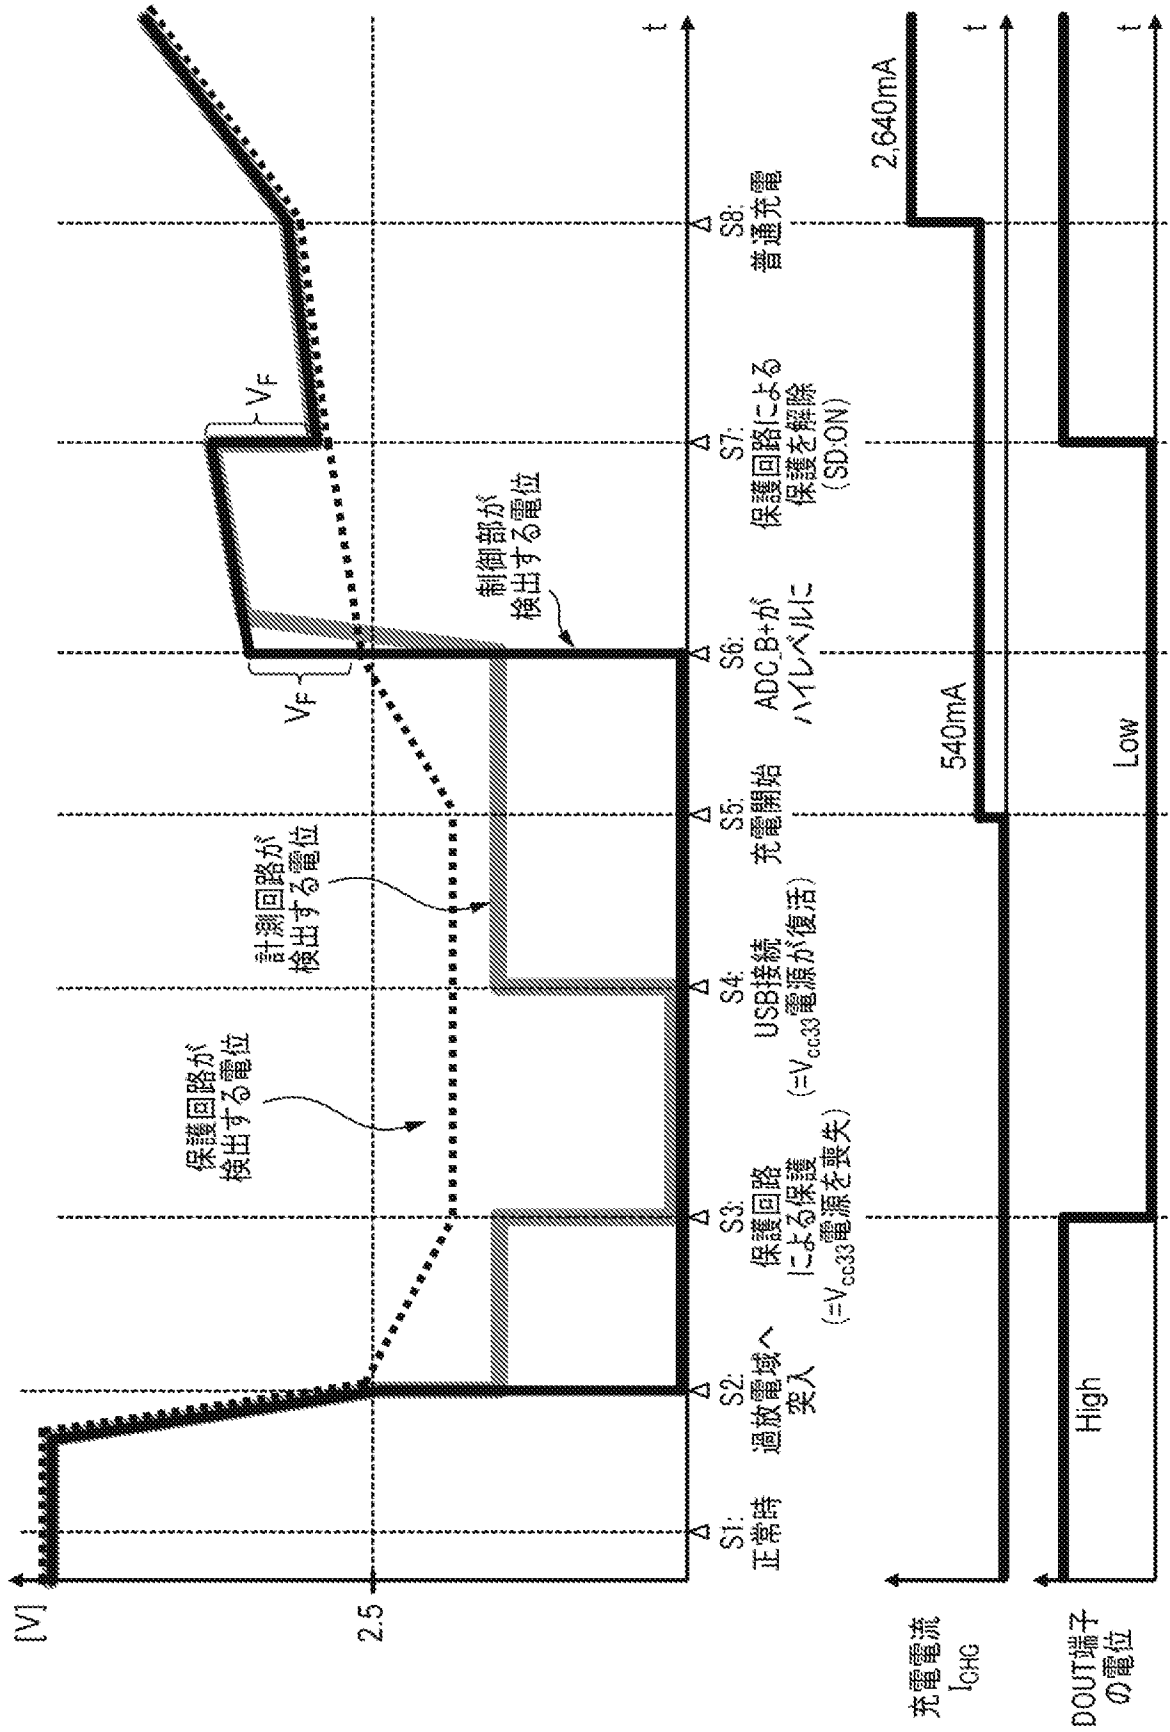 [V]
2.5
保護回路が
検出する電位
計測回路が
検出する電位
制御部が
検出する電位
VF
VF
t
S1:
正常時
S2:
過放電域へ
突入
S3:
保護回路
による保護
(=Vcc33電源を喪失)
S4:
USB接続
(=Vcc33電源が復活)
S5:
充電開始
S6:
ADC_B+が
ハイレベルに
S7:
保護回路による
保護を解除
(SD:ON)
S8:
普通充電
充電電流
ICHG
540mA
2,640mA
t
DOUT端子
の電位
High
Low
t